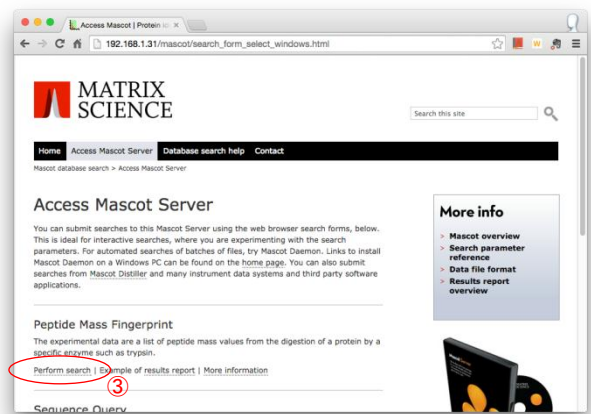 Access Mascot | Protein id
192.168.1.31/mascot/search_form_select_windows.html
MATRIX
SCIENCE
Search this site
Home Access Mascot Server Database search help Contact
Mascot database search > Access Mascot Server
Access Mascot Server
You can submit searches to this Mascot Server using the web browser search forms, below.
This is ideal for interactive searches, where you are experimenting with the search
parameters. For automated searches of batches of files, try Mascot Daemon. Links to install
Mascot Daemon on a Windows PC can be found on the home page. You can also submit
searches from Mascot Distiller and many instrument data systems and third party software
applications.
Peptide Mass Fingerprint
The experimental data are a list of peptide mass values from the digestion of a protein by a
specific enzyme such as trypsin.
Perform search | Example of results report | More information
③
Sequence Query
More info
> Mascot overview
> Search parameter
reference
> Data file format
> Results report
overview